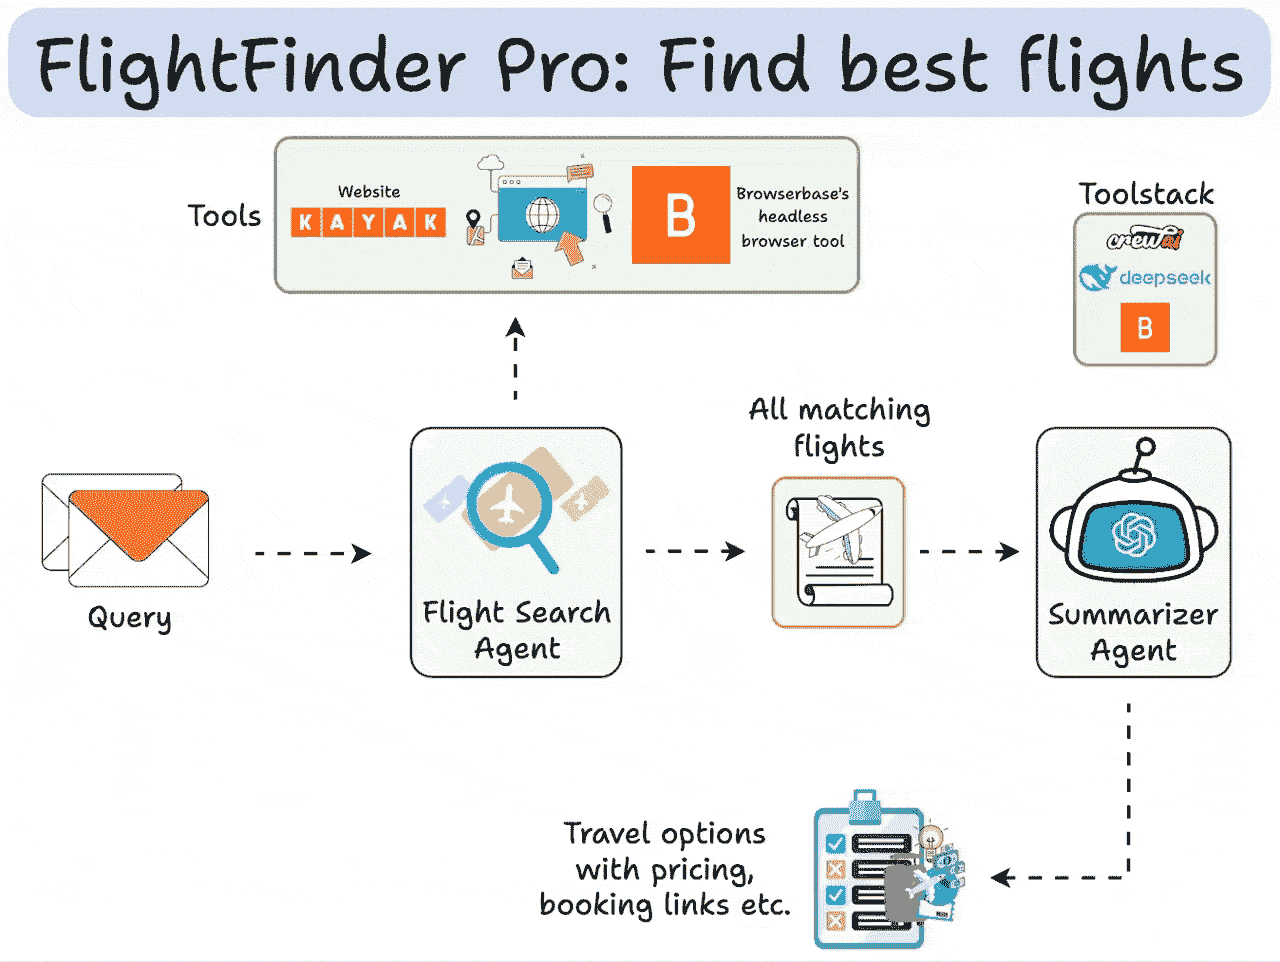 FlightFinder Pro: Find best flights
Tools
Website
KAYAK
B
Browserbase's
headless
browser tool
Toolstack
crewai
deepseek
B
Query
Flight Search
Agent
All matching
flights
Summarizer
Agent
Travel options
with pricing,
booking links etc.